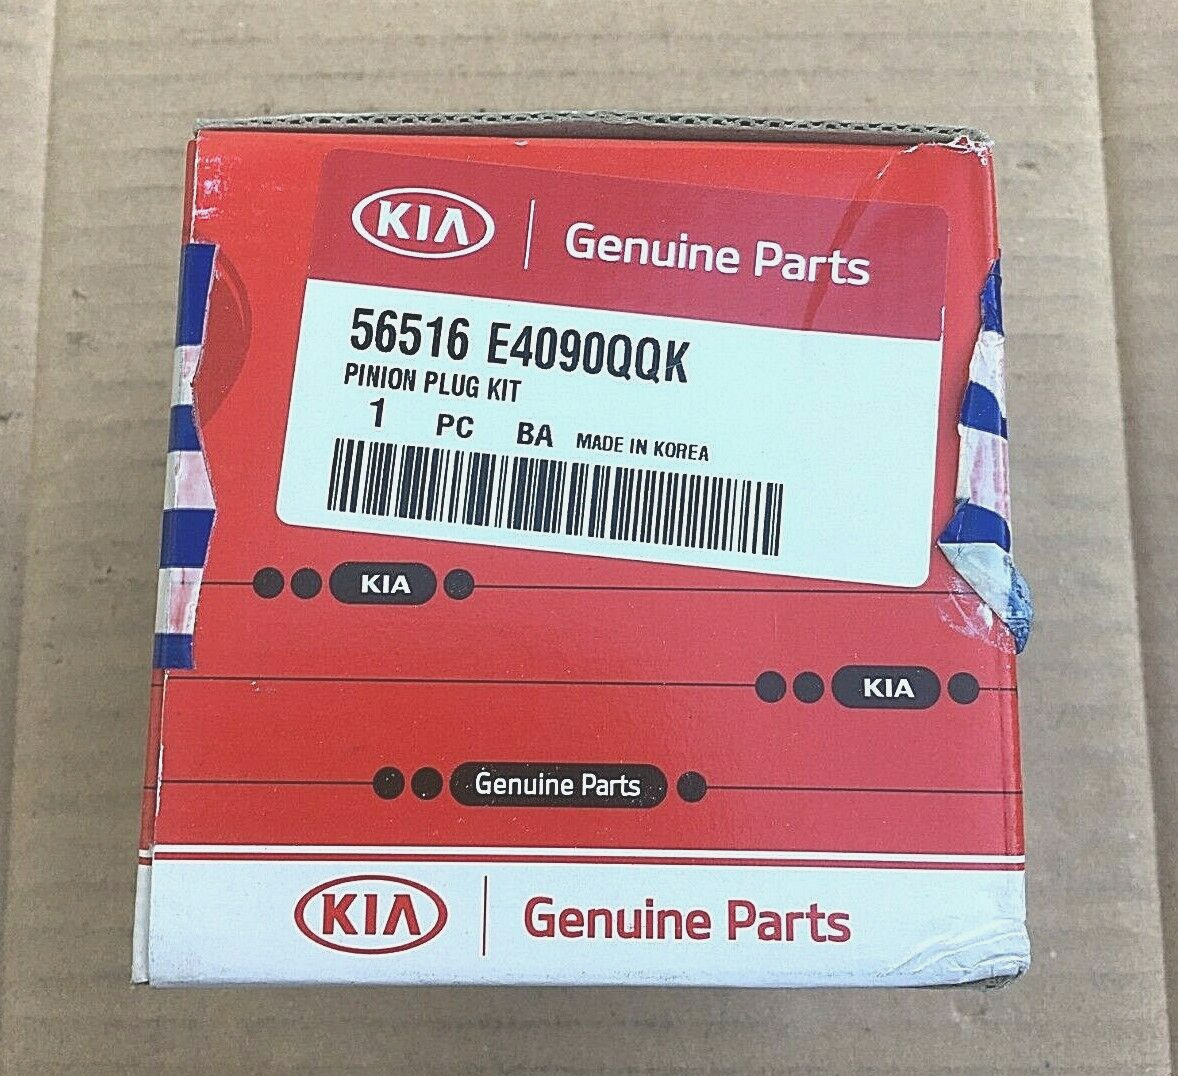 KIA Genuine Parts
56516 E4090QQK
PINION PLUG KIT
1 PC BA MADE IN KOREA
KIA
KIA
Genuine Parts
KIA Genuine Parts